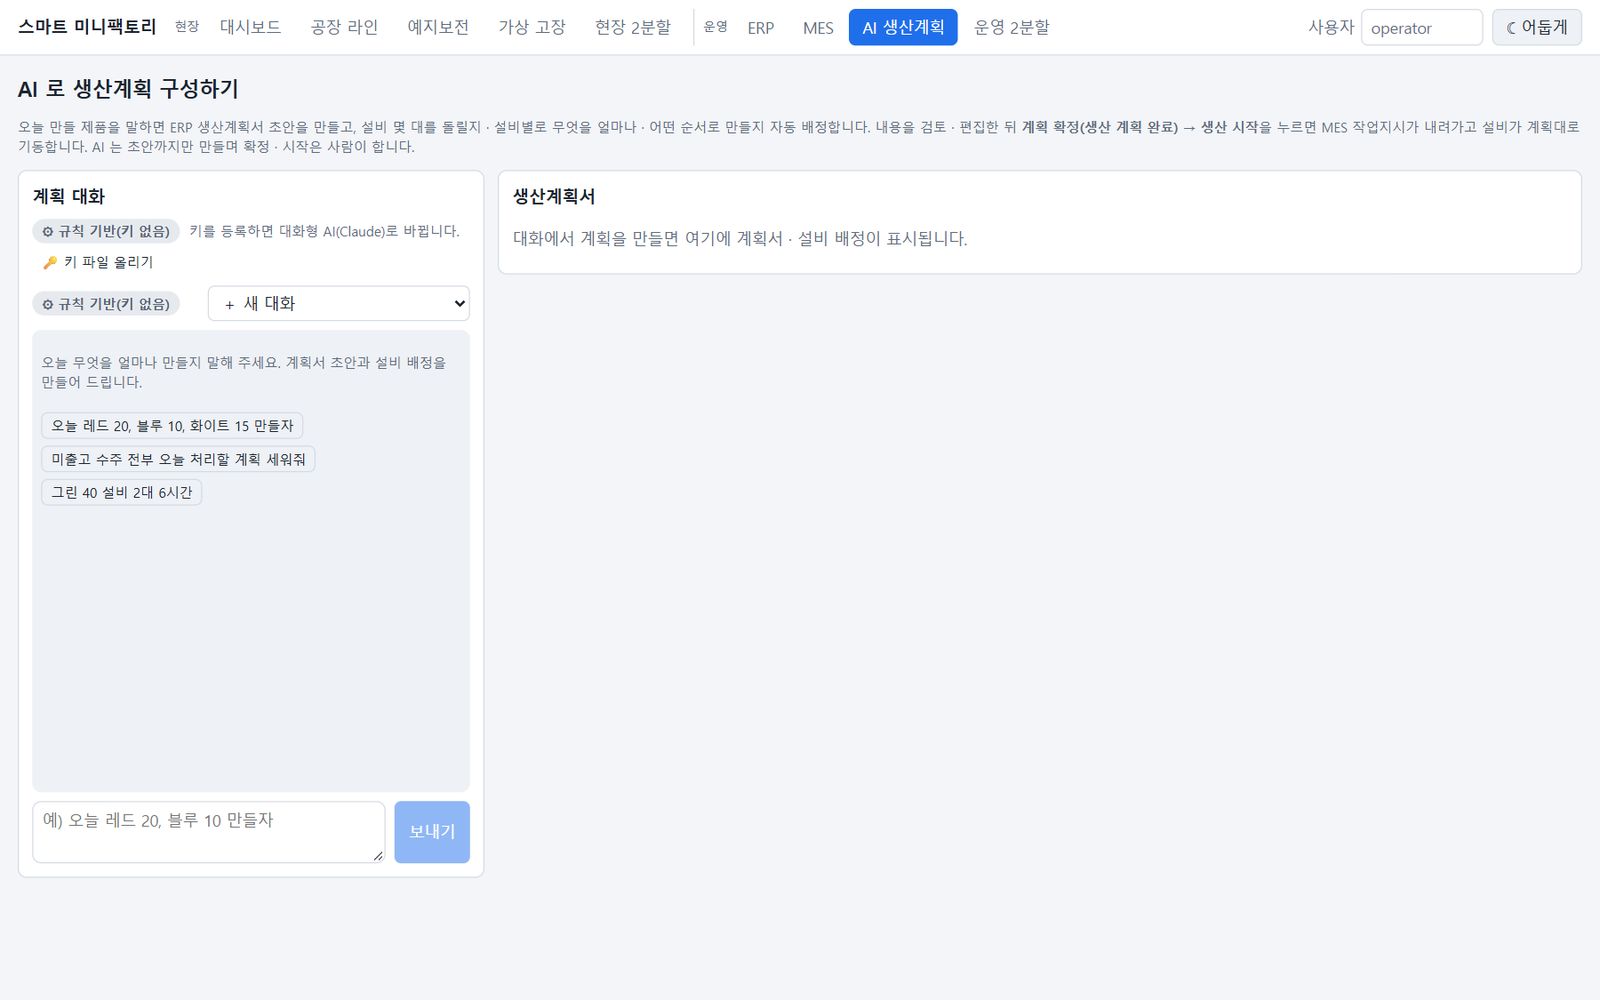 스마트 미니팩토리 현장 대시보드 공장 라인 예지보전 가상 고장 현장 2분할 운영 ERP MES AI 생산계획 운영 2분할 사용자 operator ☾ 어둡게
AI 로 생산계획 구성하기
오늘 만들 제품을 말하면 ERP 생산계획서 초안을 만들고, 설비 몇 대를 돌릴지 · 설비별로 무엇을 얼마나 · 어떤 순서로 만들지 자동 배정합니다. 내용을 검토 · 편집한 뒤 계획 확정(생산 계획 완료) → 생산 시작을 누르면 MES 작업지시가 내려가고 설비가 계획대로
기동합니다. AI 는 초안까지만 만들며 확정 · 시작은 사람이 합니다.
계획 대화
⚙ 규칙 기반(키 없음) 키를 등록하면 대화형 AI(Claude)로 바뀝니다.
🔑 키 파일 올리기
⚙ 규칙 기반(키 없음) + 새 대화
오늘 무엇을 얼마나 만들지 말해 주세요. 계획서 초안과 설비 배정을
만들어 드립니다.
오늘 레드 20, 블루 10, 화이트 15 만들자
미출고 수주 전부 오늘 처리할 계획 세워줘
그린 40 설비 2대 6시간
예) 오늘 레드 20, 블루 10 만들자
보내기
생산계획서
대화에서 계획을 만들면 여기에 계획서 · 설비 배정이 표시됩니다.